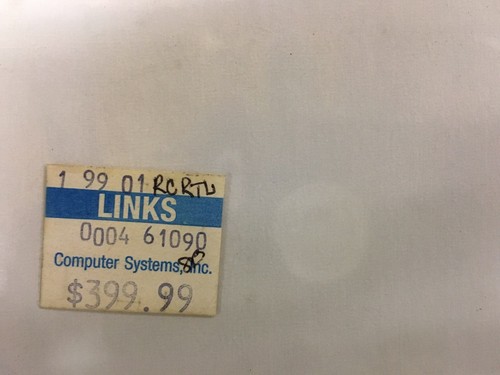 1 99 01 RC RTU
LINKS
0004 61090
Computer Systems, Inc.
$399.99